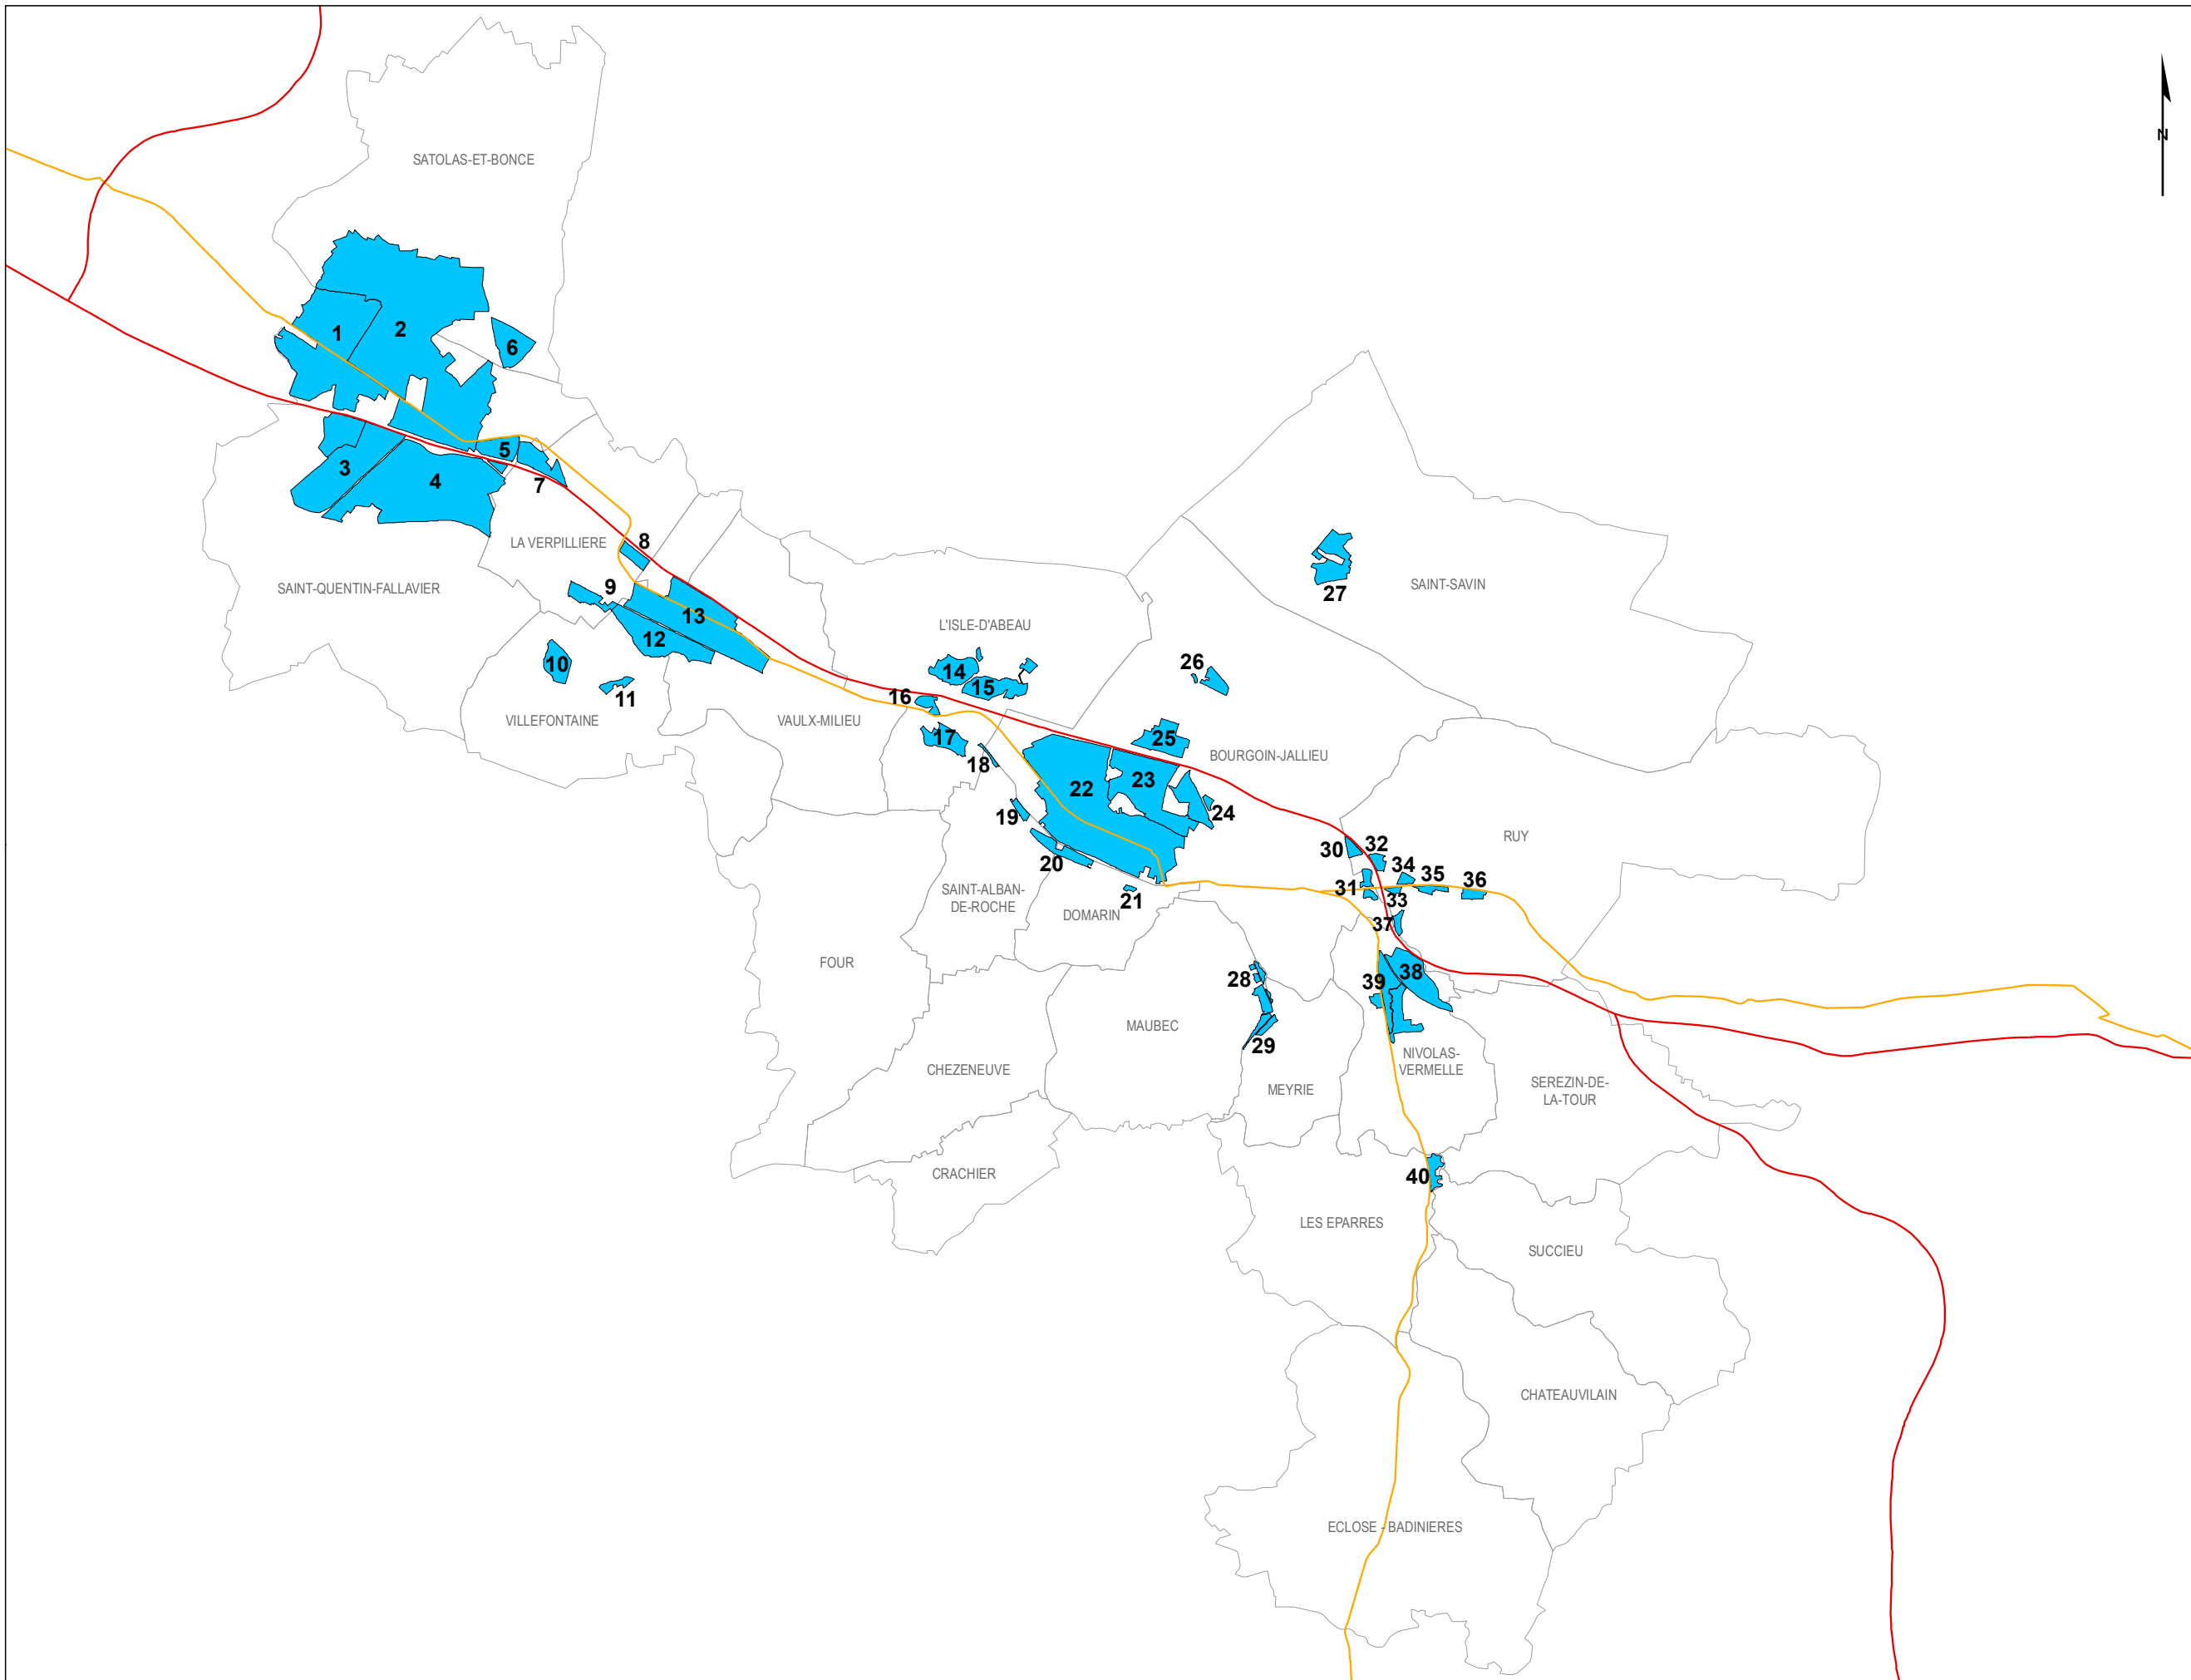 N
SATOLAS-ET-BONCE
1
2
6
5
3
4
7
LA VERPILLIERE
8
SAINT-QUENTIN-FALLAVIER
9
13
12
10
11
VILLEFONTAINE
VAULX-MILIEU
L'ISLE-D'ABEAU
14
15
16
17
18
SAINT-SAVIN
27
26
25
BOURGOIN-JALLIEU
22
23
24
19
20
21
SAINT-ALBAN-
DE-ROCHE
DOMARIN
RUY
30
32
34
35
36
31
33
37
FOUR
28
38
39
29
MAUBEC
NIVOLAS-
VERMELLE
CHEZENEUVE
MEYRIE
SEREZIN-DE-
LA-TOUR
CRACHIER
40
LES EPARRES
SUCCIEU
CHATEAUVILAIN
ECLOSE - BADINIERES